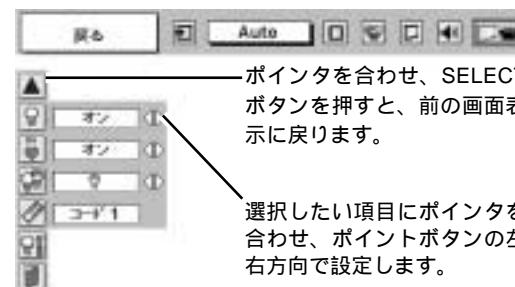 戻る
Auto
ポインタを合わせ、SELECT
ボタンを押すと、前の画面表
示に戻ります。
オン
オン
コード1
選択したい項目にポインタを
合わせ、ポイントボタンの左
右方向で設定します。